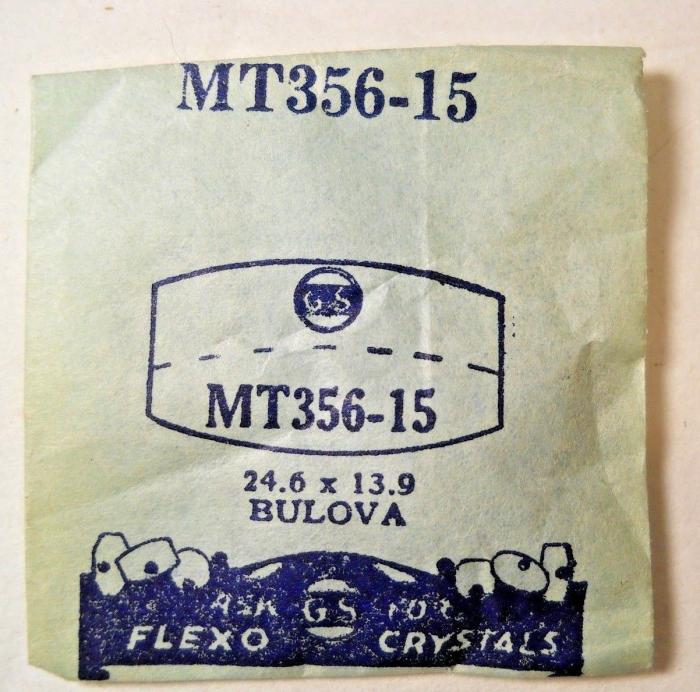 MT356-15
GS
MT356-15
24.6 x 13.9
BULOVA
ASK GS FOR
FLEXO CRYSTALS